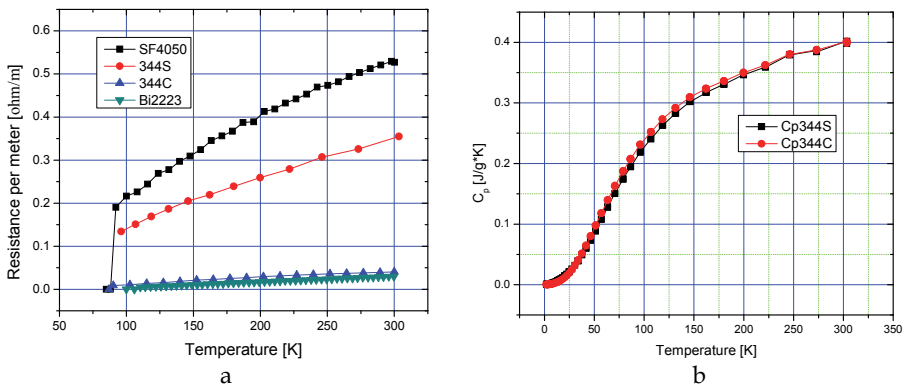 0.6
0.5
0.4
0.3
0.2
0.1
0.0
Resistance per meter [ohm/m]
SF4050
344S
344C
Bi2223
50
100
150
200
250
300
Temperature [K]
a
0.4
0.3
0.2
0.1
0.0
Cp [J/g*K]
Cp344S
Cp344C
0
50
100
150
200
250
300
350
Temperature [K]
b